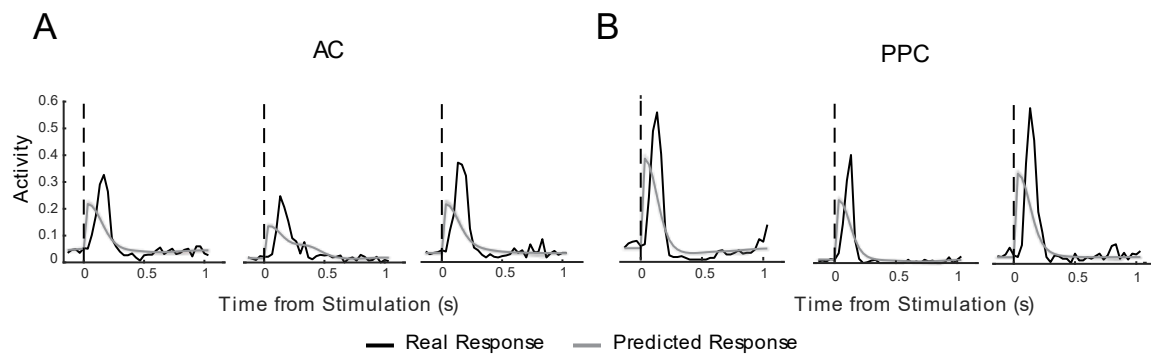 A
B
AC
PPC
Activity
0.6
0.5
0.4
0.3
0.2
0.1
0
0 0.5 1
0 0.5 1
0 0.5 1
0 0.5 1
0 0.5 1
0 0.5 1
Time from Stimulation (s)
Time from Stimulation (s)
Real Response
Predicted Response